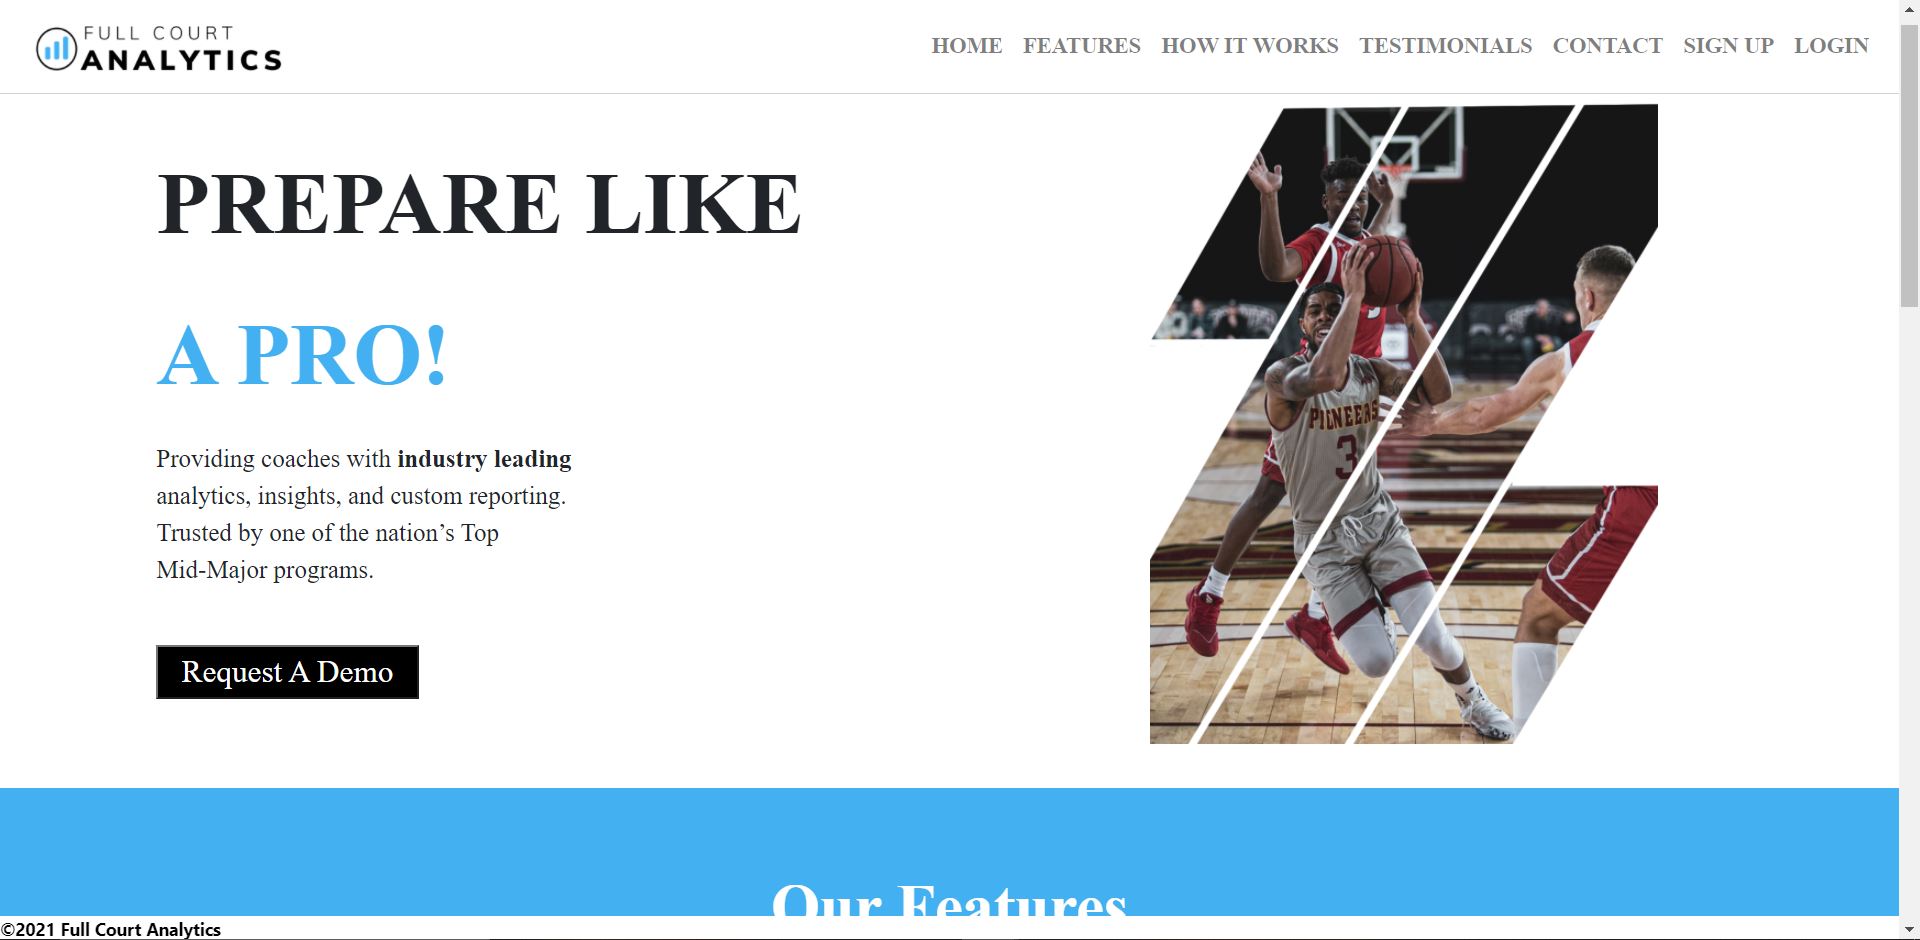 FULL COURT
ANALYTICS
HOME FEATURES HOW IT WORKS TESTIMONIALS CONTACT SIGN UP LOGIN
PREPARE LIKE
A PRO!
Providing coaches with industry leading
analytics, insights, and custom reporting.
Trusted by one of the nation’s Top
Mid-Major programs.
Request A Demo
PIONEERS
3
Our Features
©2021 Full Court Analytics